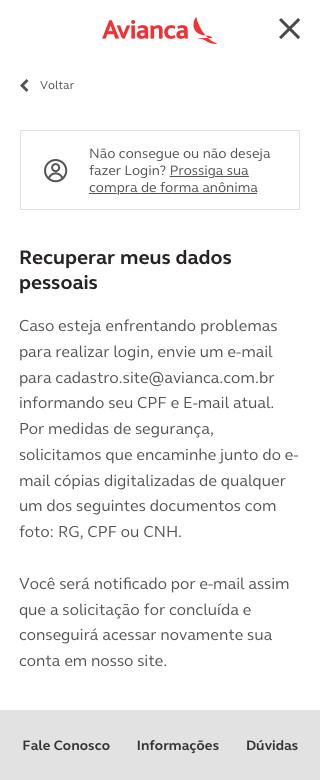 Avianca
Voltar
Não consegue ou não deseja
fazer Login? Prossiga sua
compra de forma anônima
Recuperar meus dados
pessoais
Caso esteja enfrentando problemas
para realizar login, envie um e-mail
para cadastro.site@avianca.com.br
informando seu CPF e E-mail atual.
Por medidas de segurança,
solicitamos que encaminhe junto do e-
mail cópias digitalizadas de qualquer
um dos seguintes documentos com
foto: RG, CPF ou CNH.
Você será notificado por e-mail assim
que a solicitação for concluída e
conseguirá acessar novamente sua
conta em nosso site.
Fale Conosco Informações Dúvidas